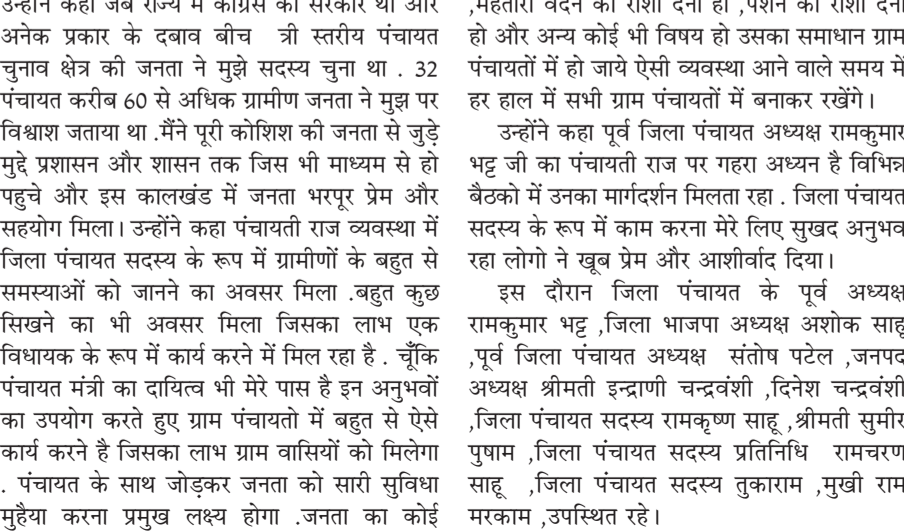 उन्होंने कहा जब राज्य में कांग्रेस की सरकार थी और
अनेक प्रकार के दबाव बीच त्री स्तरीय पंचायत
चुनाव क्षेत्र की जनता ने मुझे सदस्य चुना था . 32
पंचायत करीब 60 से अधिक ग्रामीण जनता ने मुझ पर
विश्वाश जताया था .मैंने पूरी कोशिश की जनता से जुड़े
मुद्दे प्रशासन और शासन तक जिस भी माध्यम से हो
पहुचे और इस कालखंड में जनता भरपूर प्रेम और
सहयोग मिला। उन्होंने कहा पंचायती राज व्यवस्था में
जिला पंचायत सदस्य के रूप में ग्रामीणों के बहुत से
समस्याओं को जानने का अवसर मिला .बहुत कुछ
सिखने का भी अवसर मिला जिसका लाभ एक
विधायक के रूप में कार्य करने में मिल रहा है . चूँकि
पंचायत मंत्री का दायित्व भी मेरे पास है इन अनुभवों
का उपयोग करते हुए ग्राम पंचायतो में बहुत से ऐसे
कार्य करने है जिसका लाभ ग्राम वासियों को मिलेगा
. पंचायत के साथ जोड़कर जनता को सारी सुविधा
मुहैया करना प्रमुख लक्ष्य होगा .जनता का कोई
,महतारी वंदन की राशी देना हो ,पेंशन की राशी देना
हो और अन्य कोई भी विषय हो उसका समाधान ग्राम
पंचायतों में हो जाये ऐसी व्यवस्था आने वाले समय में
हर हाल में सभी ग्राम पंचायतों में बनाकर रखेंगे।
उन्होंने कहा पूर्व जिला पंचायत अध्यक्ष रामकुमार
भट्ट जी का पंचायती राज पर गहरा अध्यन है विभिन्न
बैठको में उनका मार्गदर्शन मिलता रहा . जिला पंचायत
सदस्य के रूप में काम करना मेरे लिए सुखद अनुभव
रहा लोगो ने खूब प्रेम और आशीर्वाद दिया।
इस दौरान जिला पंचायत के पूर्व अध्यक्ष
रामकुमार भट्ट ,जिला भाजपा अध्यक्ष अशोक साहू
,पूर्व जिला पंचायत अध्यक्ष संतोष पटेल ,जनपद
अध्यक्ष श्रीमती इन्द्राणी चन्द्रवंशी ,दिनेश चन्द्रवंशी
,जिला पंचायत सदस्य रामकृष्ण साहू ,श्रीमती सुमीर
पुषाम ,जिला पंचायत सदस्य प्रतिनिधि रामचरण
साहू ,जिला पंचायत सदस्य तुकाराम ,मुखी राम
मरकाम ,उपस्थित रहे।